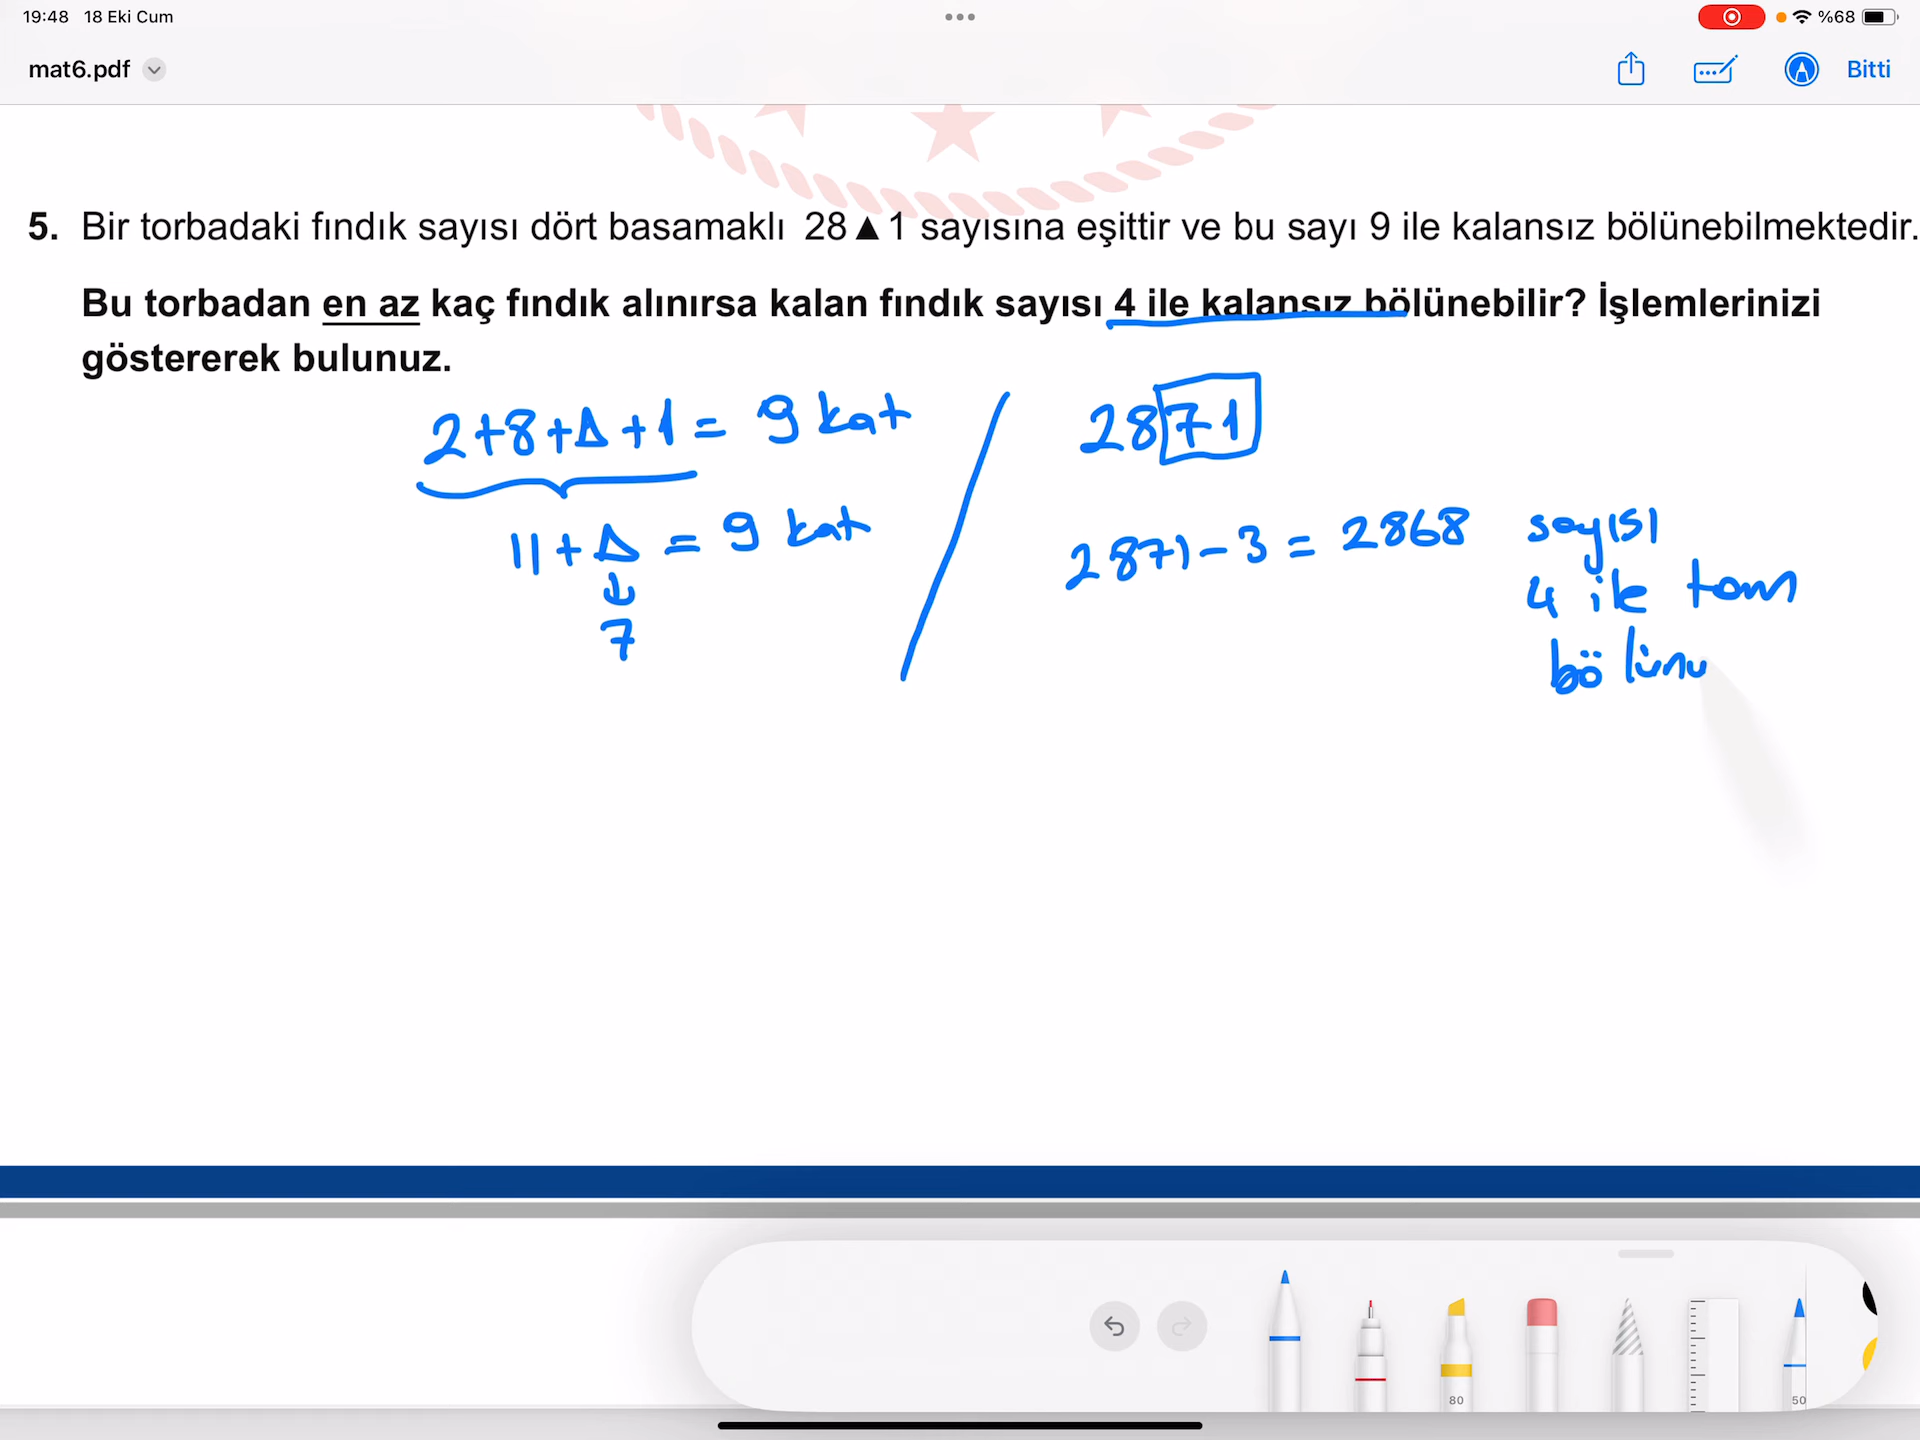 19:48 18 Eki Cum
%68
mat6.pdf
Bitti
5. Bir torbadaki fındık sayısı dört basamaklı 28▲1 sayısına eşittir ve bu sayı 9 ile kalansız bölünebilmektedir.
Bu torbadan en az kaç fındık alınırsa kalan fındık sayısı 4 ile kalansız bölünebilir? İşlemlerinizi
göstererek bulunuz.
2+8+Δ+1 = 9 kat
11+Δ = 9 kat
↓
7
2871
2871-3 = 2868 sayısı
4 ile tam
bölünu
80
50